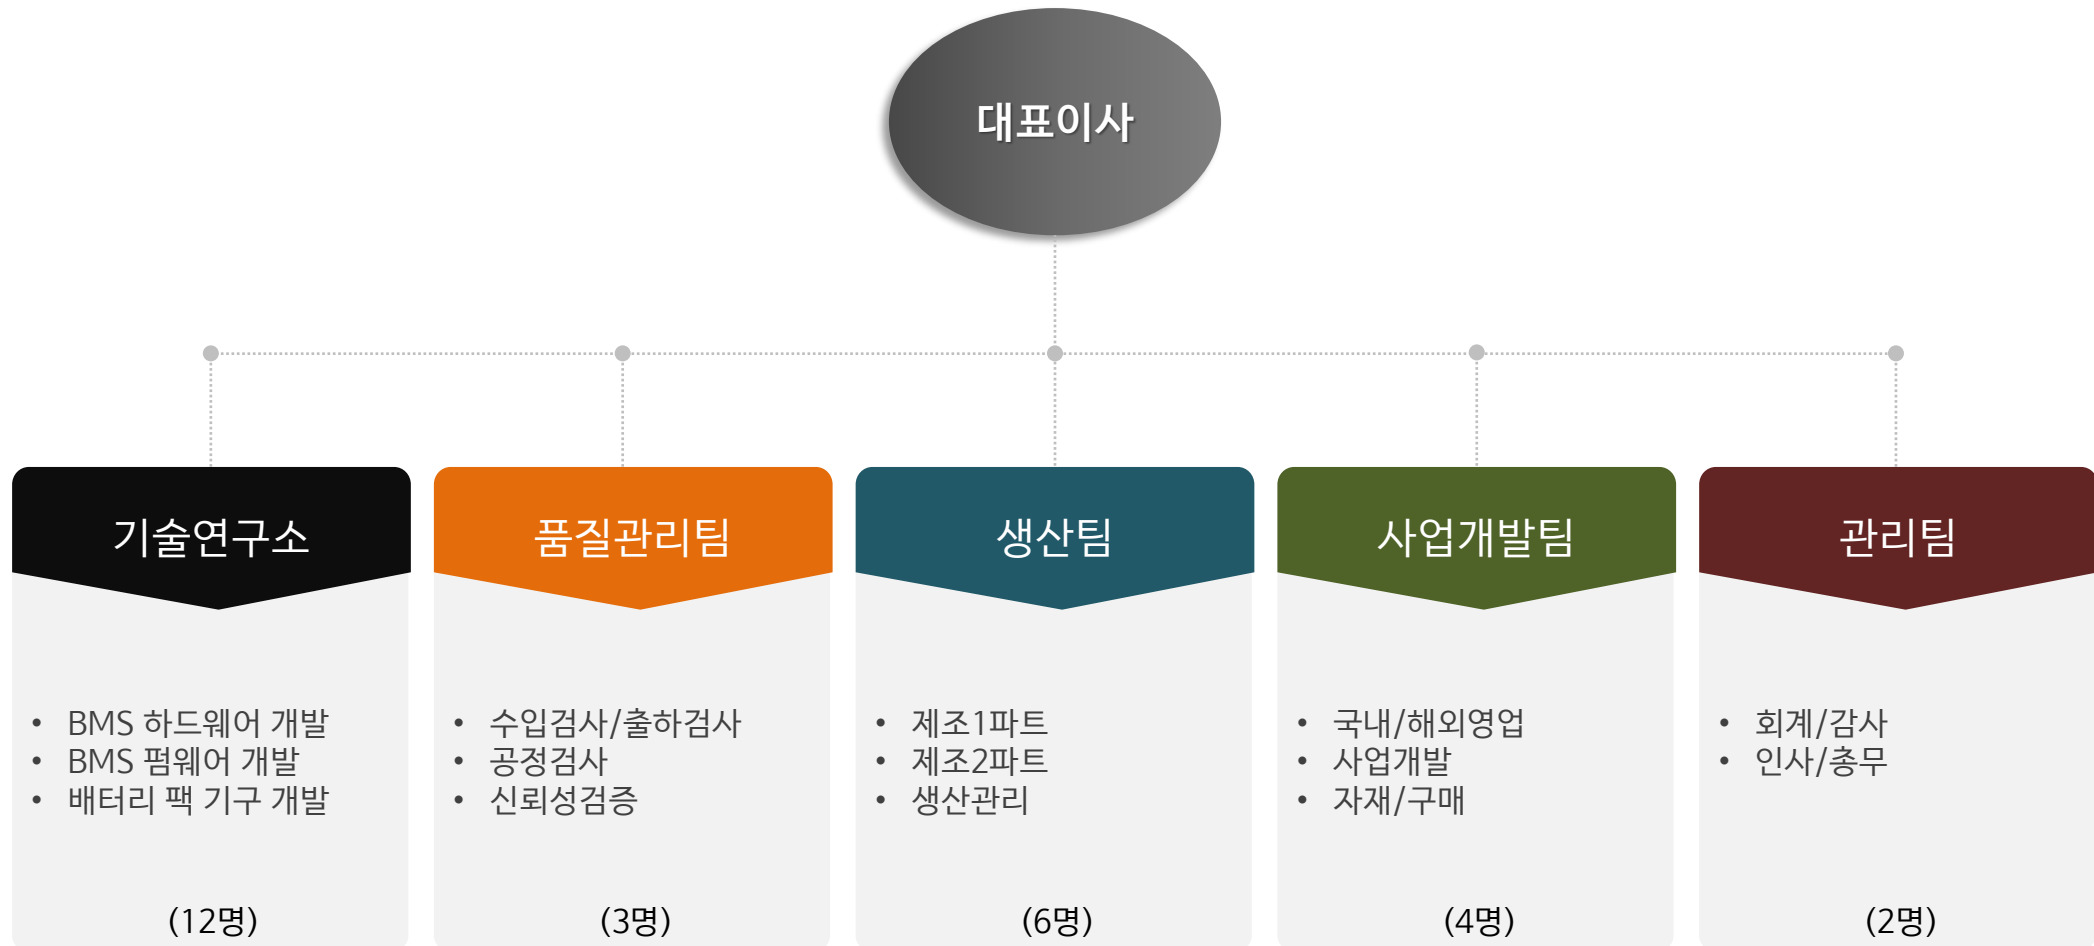 대표이사
기술연구소
• BMS 하드웨어 개발
• BMS 펌웨어 개발
• 배터리 팩 기구 개발
(12명)
품질관리팀
• 수입검사/출하검사
• 공정검사
• 신뢰성검증
(3명)
생산팀
• 제조1파트
• 제조2파트
• 생산관리
(6명)
사업개발팀
• 국내/해외영업
• 사업개발
• 자재/구매
(4명)
관리팀
• 회계/감사
• 인사/총무
(2명)